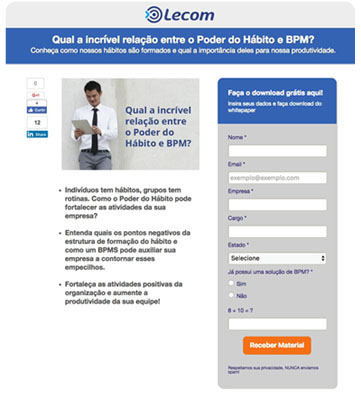 Lecom
Qual a incrível relação entre o Poder do Hábito e BPM?
Conheça como nossos hábitos são formados e qual a importância deles para nossa produtividade.
0
G+1
4
Curtir
12
in Share
Qual a incrível
relação entre
o Poder do
Hábito e BPM?
Indivíduos tem hábitos, grupos tem
rotinas. Como o Poder do Hábito pode
fortalecer as atividades da sua
empresa?
Entenda quais os pontos negativos da
estrutura de formação do hábito e
como um BPMS pode auxiliar sua
empresa a contornar esses
empecilhos.
Fortaleça as atividades positivas da
organização e aumente a
produtividade da sua equipe!
Faça o download grátis aqui!
Insira seus dados e faça download do
whitepaper
Nome *
Email *
exemplo@exemplo.com
Empresa *
Cargo *
Estado *
Selecione
Já possui uma solução de BPM? *
Sim
Não
6 + 10 = ?
Receber Material
Respeitamos sua privacidade, NUNCA enviamos
spam!